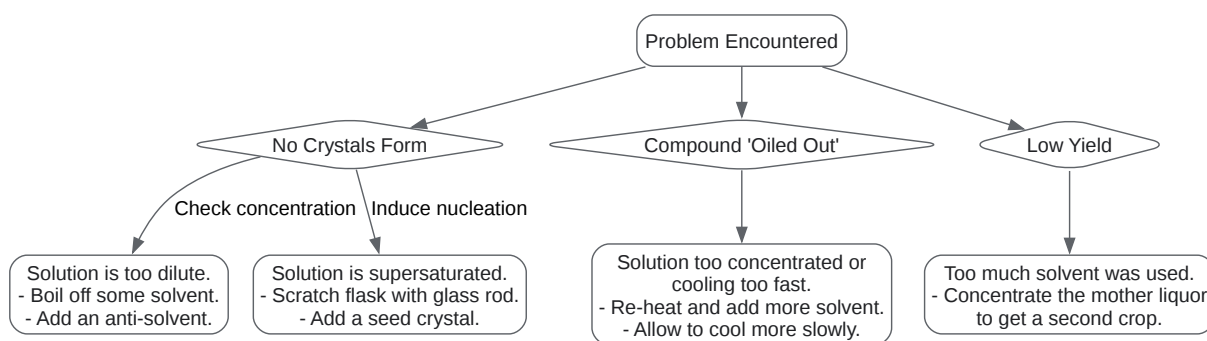 Problem Encountered
No Crystals Form
Compound 'Oiled Out'
Low Yield
Check concentration
Induce nucleation
Solution is too dilute.
- Boil off some solvent.
- Add an anti-solvent.
Solution is supersaturated.
- Scratch flask with glass rod.
- Add a seed crystal.
Solution too concentrated or
cooling too fast.
- Re-heat and add more solvent.
- Allow to cool more slowly.
Too much solvent was used.
- Concentrate the mother liquor
to get a second crop.